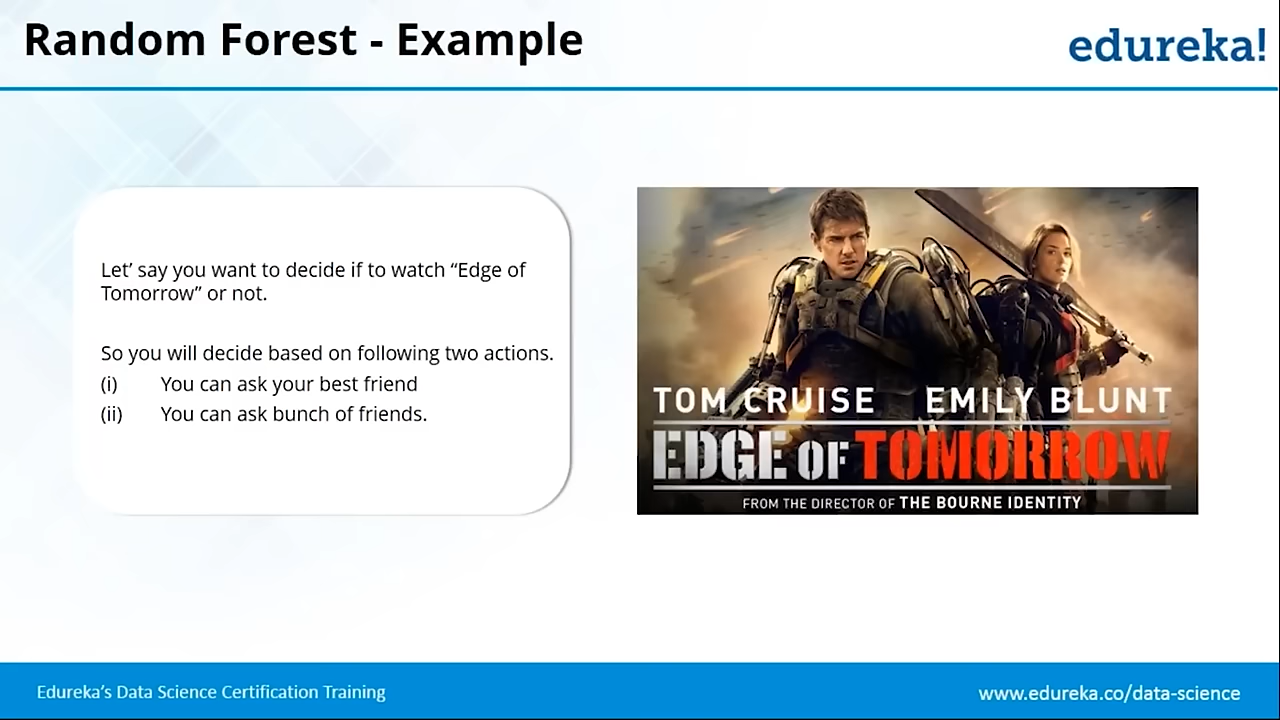 Random Forest - Example
edureka!
Let’ say you want to decide if to watch “Edge of
Tomorrow” or not.
So you will decide based on following two actions.
(i) You can ask your best friend
(ii) You can ask bunch of friends.
TOM CRUISE EMILY BLUNT
EDGE OF TOMORROW
FROM THE DIRECTOR OF THE BOURNE IDENTITY
Edureka’s Data Science Certification Training
www.edureka.co/data-science